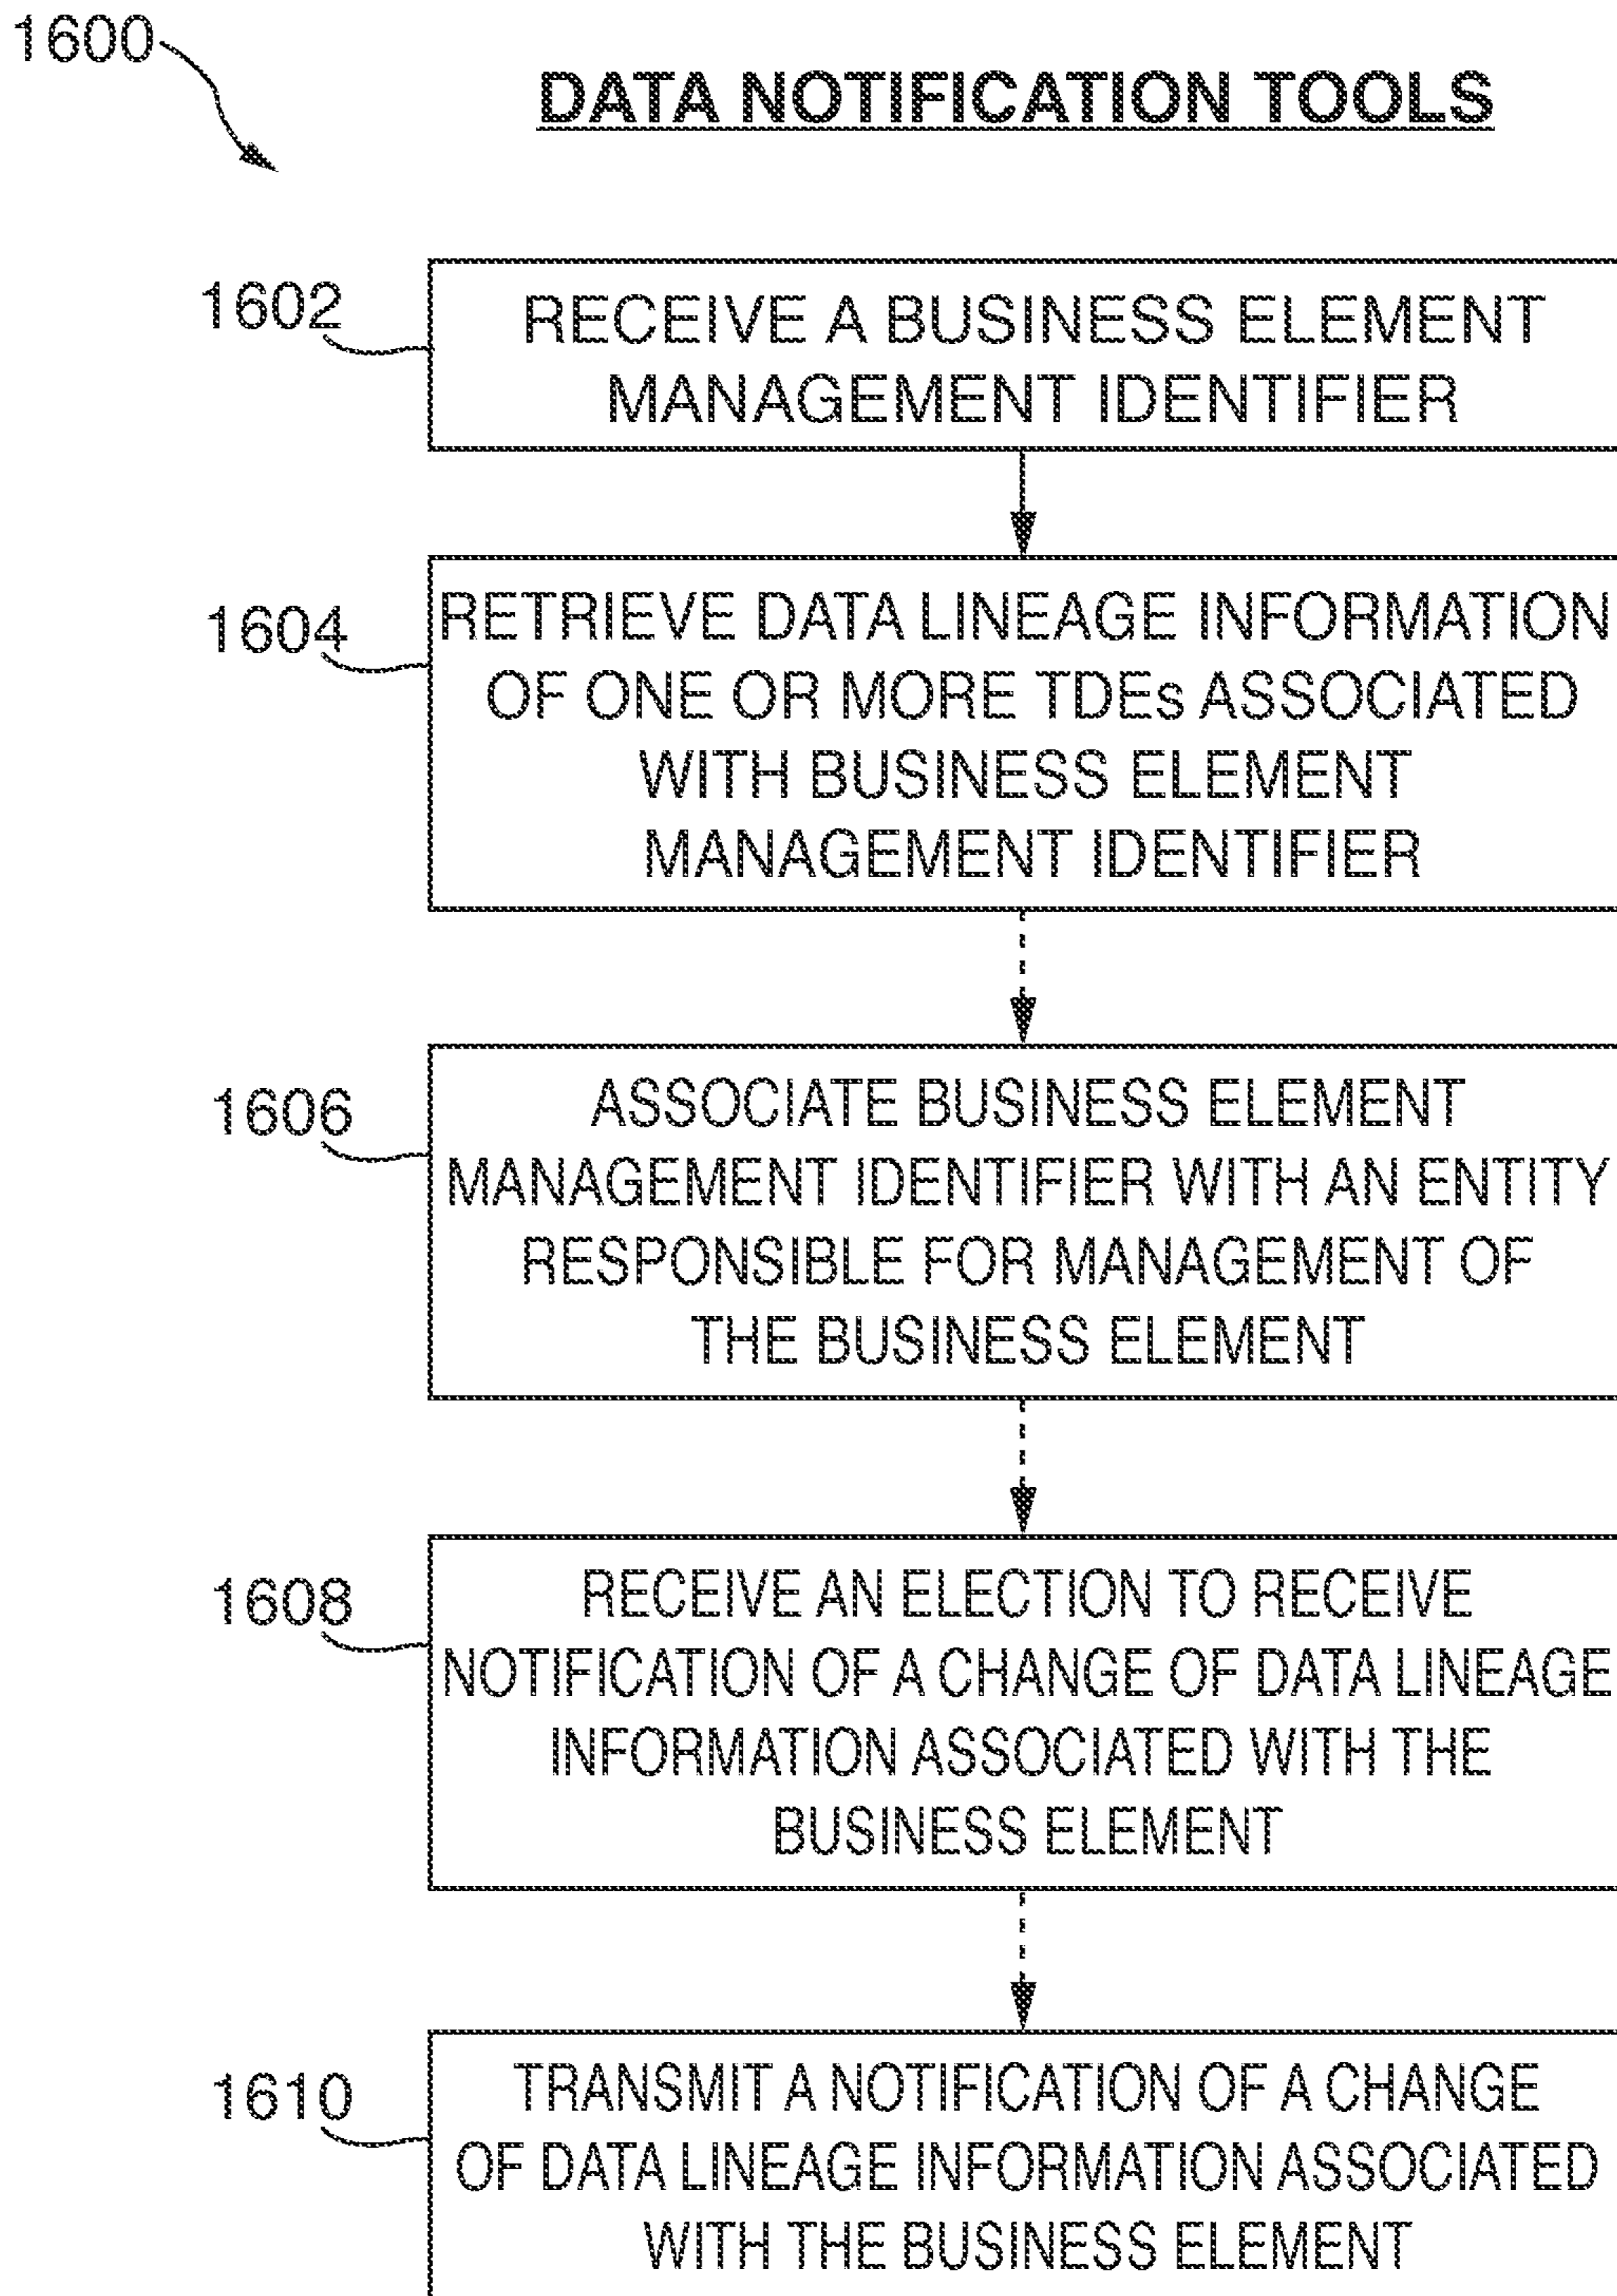 1600
DATA NOTIFICATION TOOLS
1602
RECEIVE A BUSINESS ELEMENT
MANAGEMENT IDENTIFIER
1604
RETRIEVE DATA LINEAGE INFORMATION
OF ONE OR MORE TDEs ASSOCIATED
WITH BUSINESS ELEMENT
MANAGEMENT IDENTIFIER
1606
ASSOCIATE BUSINESS ELEMENT
MANAGEMENT IDENTIFIER WITH AN ENTITY
RESPONSIBLE FOR MANAGEMENT OF
THE BUSINESS ELEMENT
1608
RECEIVE AN ELECTION TO RECEIVE
NOTIFICATION OF A CHANGE OF DATA LINEAGE
INFORMATION ASSOCIATED WITH THE
BUSINESS ELEMENT
1610
TRANSMIT A NOTIFICATION OF A CHANGE
OF DATA LINEAGE INFORMATION ASSOCIATED
WITH THE BUSINESS ELEMENT